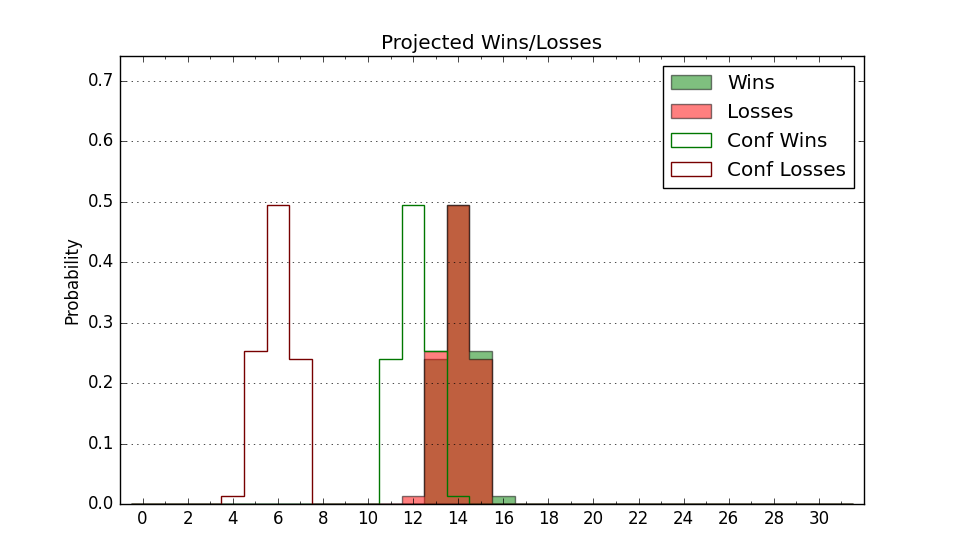 Projected Wins/Losses
Probability
0.7
0.6
0.5
0.4
0.3
0.2
0.1
0.0
0 2 4 6 8 10 12 14 16 18 20 22 24 26 28 30
Wins
Losses
Conf Wins
Conf Losses